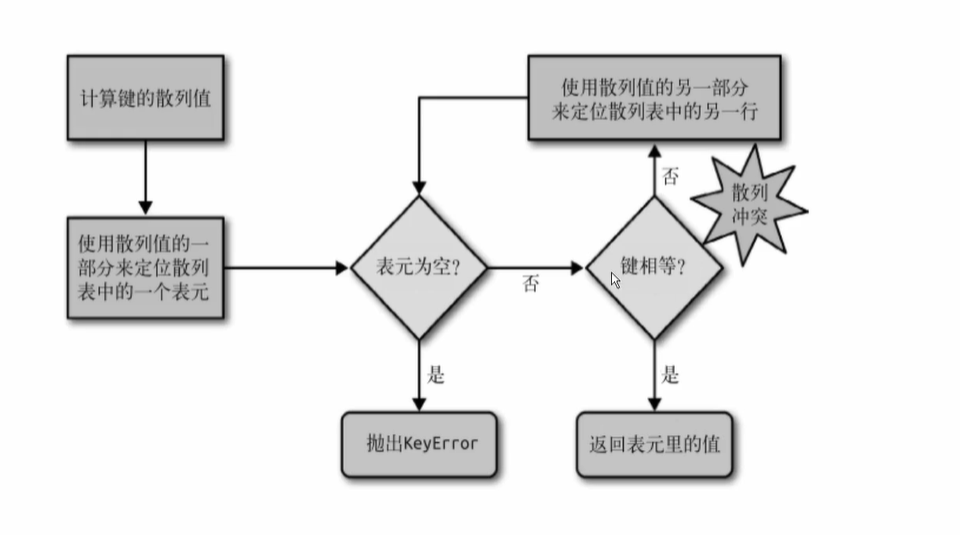 计算键的散列值
使用散列值的一
部分来定位散列
表中的一个表元
表元为空?
是
抛出KeyError
否
键相等?
是
返回表元里的值
否
散列
冲突
使用散列值的另一部分
来定位散列表中的另一行